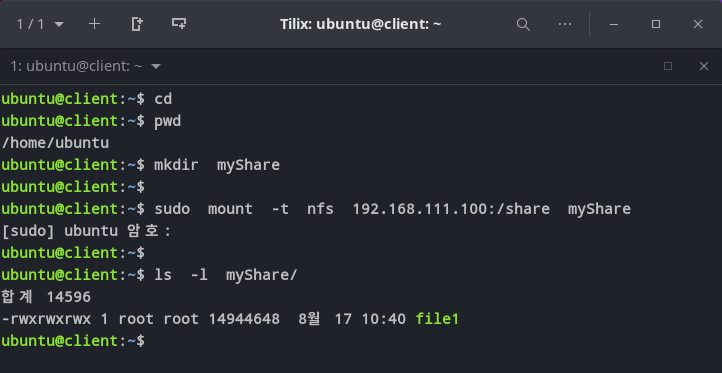 1 / 1
Tilix: ubuntu@client: ~
1: ubuntu@client: ~
ubuntu@client:~$ cd
ubuntu@client:~$ pwd
/home/ubuntu
ubuntu@client:~$ mkdir  myShare
ubuntu@client:~$
ubuntu@client:~$ sudo  mount  -t  nfs  192.168.111.100:/share  myShare
[sudo] ubuntu 암호:
ubuntu@client:~$
ubuntu@client:~$ ls  -l  myShare/
합계 14596
-rwxrwxrwx 1 root root 14944648  8월 17 10:40 file1
ubuntu@client:~$